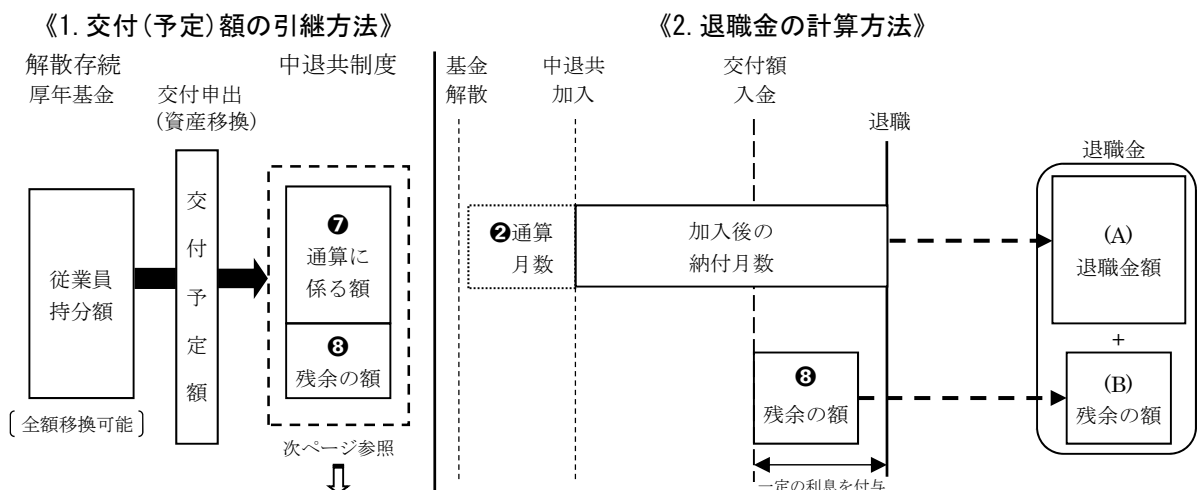 《1. 交付(予定)額の引継方法》
解散存続
厚年基金
交付申出
(資産移換)
中退共制度
従業員
持分額
〔全額移換可能〕
交
付
予
定
額
❼
通算に
係る額
❽
残余の額
次ページ参照
《2. 退職金の計算方法》
基金
解散
中退共
加入
交付額
入金
退職
❷通算
月数
加入後の
納付月数
❽
残余の額
一定の利息を付与
退職金
(A)
退職金額
+
(B)
残余の額